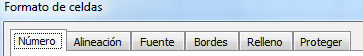 Formato de celdas
Número Alineación Fuente Bordes Relleno Proteger